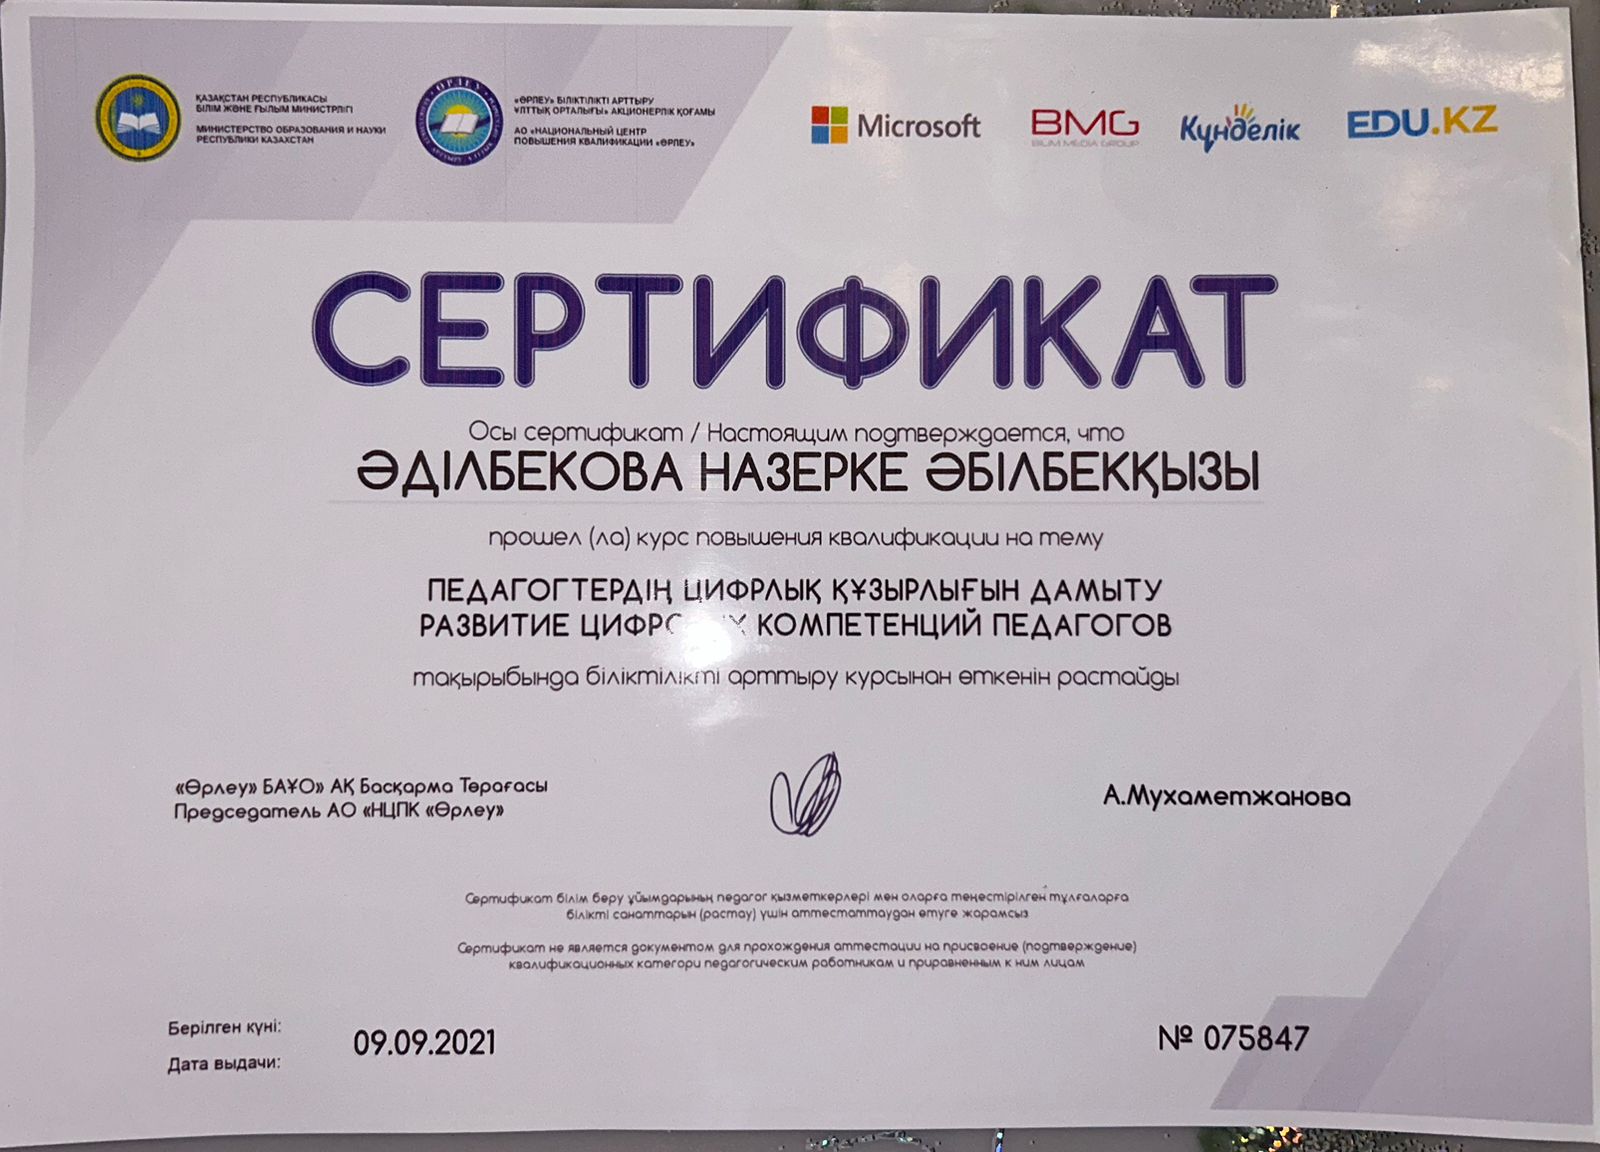 ҚАЗАҚСТАН РЕСПУБЛИКАСЫ
БІЛІМ ЖӘНЕ ҒЫЛЫМ МИНИСТРЛІГІ
МИНИСТЕРСТВО ОБРАЗОВАНИЯ И НАУКИ
РЕСПУБЛИКИ КАЗАХСТАН
ӨРЛЕУ
«ӨРЛЕУ» БІЛІКТІЛІКТІ АРТТЫРУ
ҰЛТТЫҚ ОРТАЛЫҒЫ» АКЦИОНЕРЛІК ҚОҒАМЫ
АО «НАЦИОНАЛЬНЫЙ ЦЕНТР
ПОВЫШЕНИЯ КВАЛИФИКАЦИИ «ӨРЛЕУ»
Microsoft
BMG
BILIM MEDIA GROUP
Күнделік
EDU.KZ
СЕРТИФИКАТ
Осы сертификат / Настоящим подтверждается, что
ӘДІЛБЕКОВА НАЗЕРКЕ ӘБІЛБЕКҚЫЗЫ
прошел (ла) курс повышения квалификации на тему
ПЕДАГОГТЕРДІҢ ЦИФРЛЫҚ ҚҰЗЫРЛЫҒЫН ДАМЫТУ
РАЗВИТИЕ КОМПЕТЕНЦИЙ ПЕДАГОГОВ
тақырыбында біліктілікті арттыру курсынан өткенін растайды
«Өрлеу» БАҰО» АҚ Басқарма Төрағасы
Председатель АО «НЦПК «Өрлеу»
А.Мухаметжанова
Сертификат білім беру ұйымдарының педагог қызметкерлері мен оларға теңестірілген тұлғаларға
білікті санаттарын (растау) үшін аттестаттаудан өтуге жарамсыз
Сертификат не является документом для прохождения аттестации на присвоение (подтверждение)
квалификационных категори педагогическим работникам и приравненным к ним лицам
Берілген күні:
Дата выдачи:
09.09.2021
№ 075847